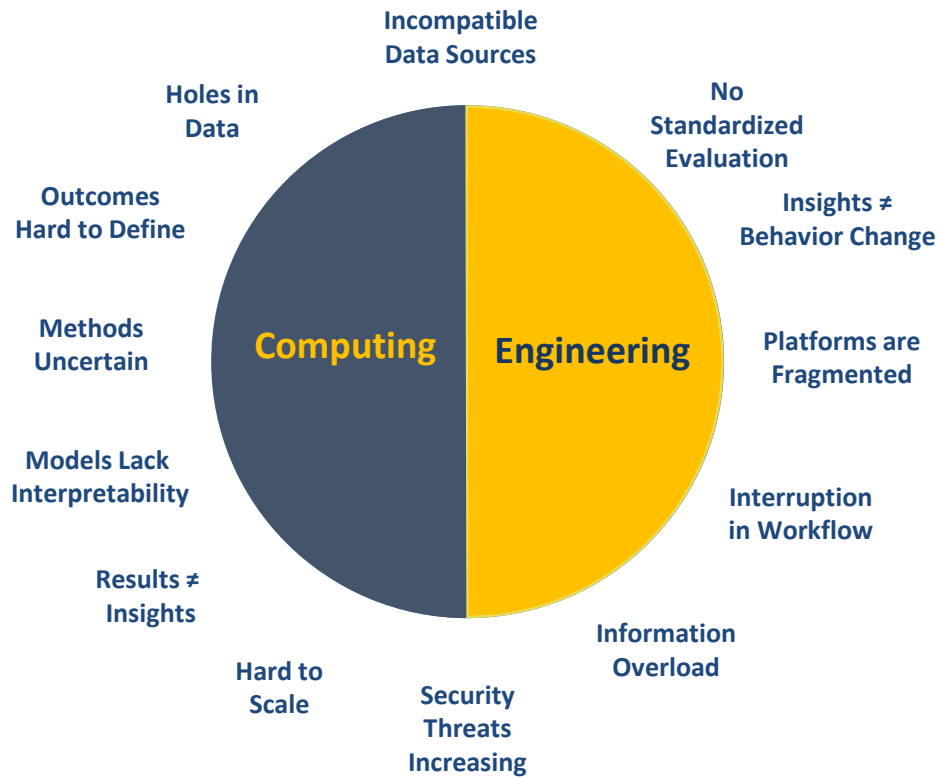 Incompatible
Data Sources
Holes in
Data
No
Standardized
Evaluation
Outcomes
Hard to Define
Insights ≠
Behavior Change
Methods
Uncertain
Computing
Engineering
Platforms are
Fragmented
Models Lack
Interpretability
Interruption
in Workflow
Results ≠
Insights
Information
Overload
Hard to
Scale
Security
Threats
Increasing